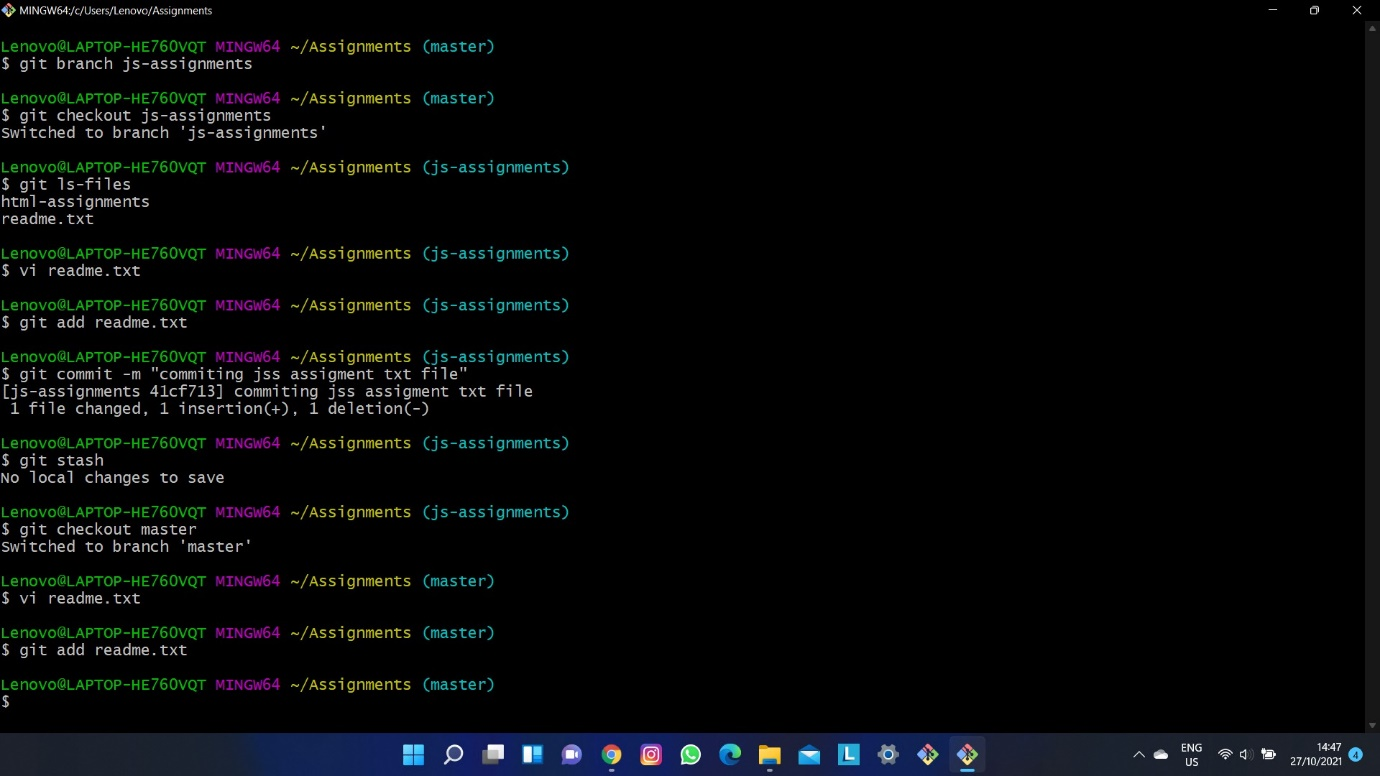 MINGW64:/c/Users/Lenovo/Assignments
Lenovo@LAPTOP-HE760VQT MINGW64 ~/Assignments (master)
$ git branch js-assignments
Lenovo@LAPTOP-HE760VQT MINGW64 ~/Assignments (master)
$ git checkout js-assignments
Switched to branch 'js-assignments'
Lenovo@LAPTOP-HE760VQT MINGW64 ~/Assignments (js-assignments)
$ git ls-files
html-assignments
readme.txt
Lenovo@LAPTOP-HE760VQT MINGW64 ~/Assignments (js-assignments)
$ vi readme.txt
Lenovo@LAPTOP-HE760VQT MINGW64 ~/Assignments (js-assignments)
$ git add readme.txt
Lenovo@LAPTOP-HE760VQT MINGW64 ~/Assignments (js-assignments)
$ git commit -m "commiting jss assigment txt file"
[js-assignments 41cf713] commiting jss assigment txt file
1 file changed, 1 insertion(+), 1 deletion(-)
Lenovo@LAPTOP-HE760VQT MINGW64 ~/Assignments (js-assignments)
$ git stash
No local changes to save
Lenovo@LAPTOP-HE760VQT MINGW64 ~/Assignments (js-assignments)
$ git checkout master
Switched to branch 'master'
Lenovo@LAPTOP-HE760VQT MINGW64 ~/Assignments (master)
$ vi readme.txt
Lenovo@LAPTOP-HE760VQT MINGW64 ~/Assignments (master)
$ git add readme.txt
Lenovo@LAPTOP-HE760VQT MINGW64 ~/Assignments (master)
$
L
ENG
US
14:47
27/10/2021
4